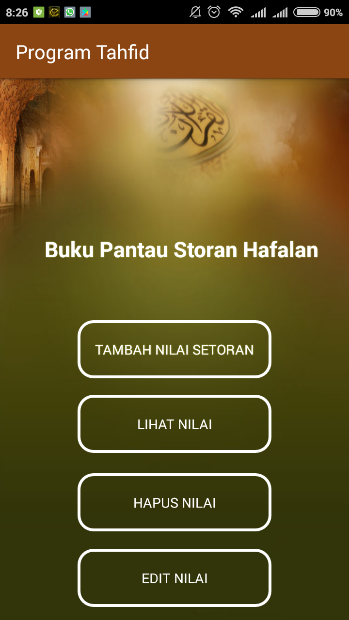 8:26
90%
Program Tahfid
Buku Pantau Storan Hafalan
TAMBAH NILAI SETORAN
LIHAT NILAI
HAPUS NILAI
EDIT NILAI